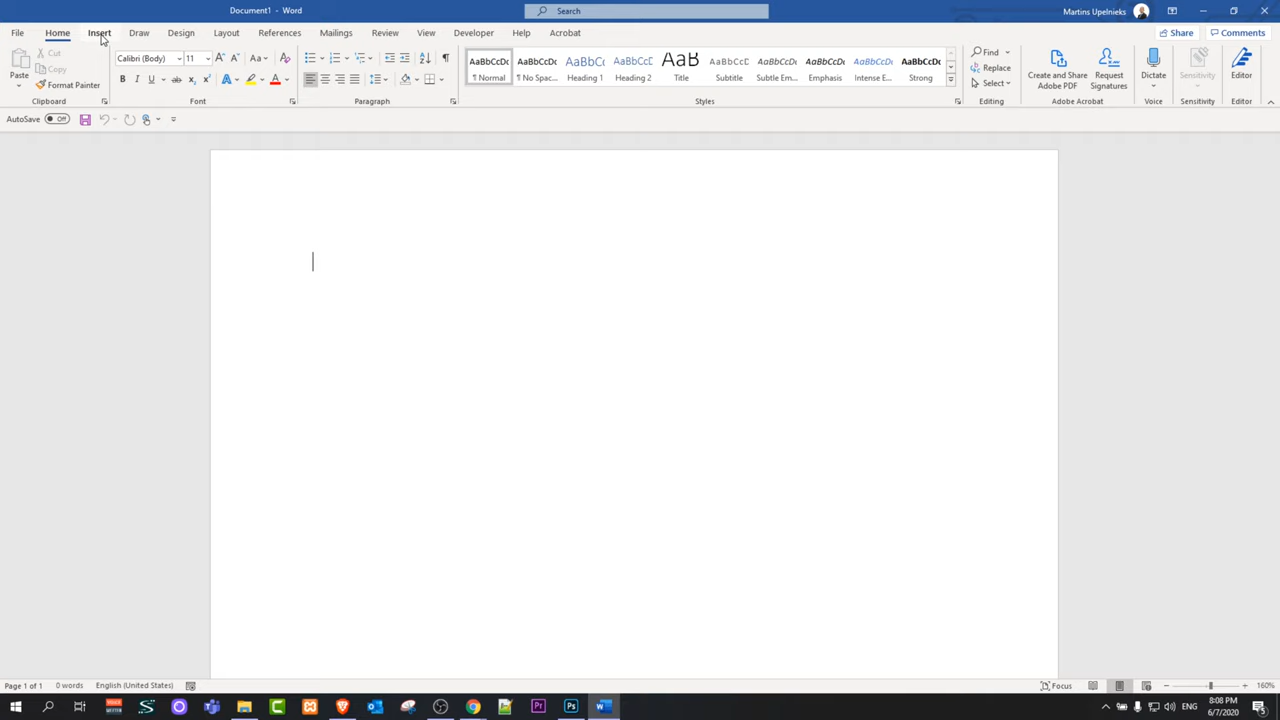 Document1 - Word
Search
Martins Upelnieks
File Home Insert Draw Design Layout References Mailings Review View Developer Help Acrobat
Share Comments
Paste
Cut
Copy
Format Painter
Clipboard
Calibri (Body) 11
Font
Paragraph
AaBbCcDc AaBbCcDc AaBbC( AaBbCcD AaB AaBbCcD AaBbCcDc AaBbCcDc AaBbCcDc AaBbCcDc
¶ Normal ¶ No Spac... Heading 1 Heading 2 Title Subtitle Subtle Em... Emphasis Intense E... Strong
Styles
Find
Replace
Select
Editing
Create and Share
Adobe PDF
Request
Signatures
Adobe Acrobat
Dictate
Voice
Sensitivity
Sensitivity
Editor
Editor
AutoSave Off
Page 1 of 1 0 words English (United States)
Focus 160%
ENG
8:08 PM
6/7/2020